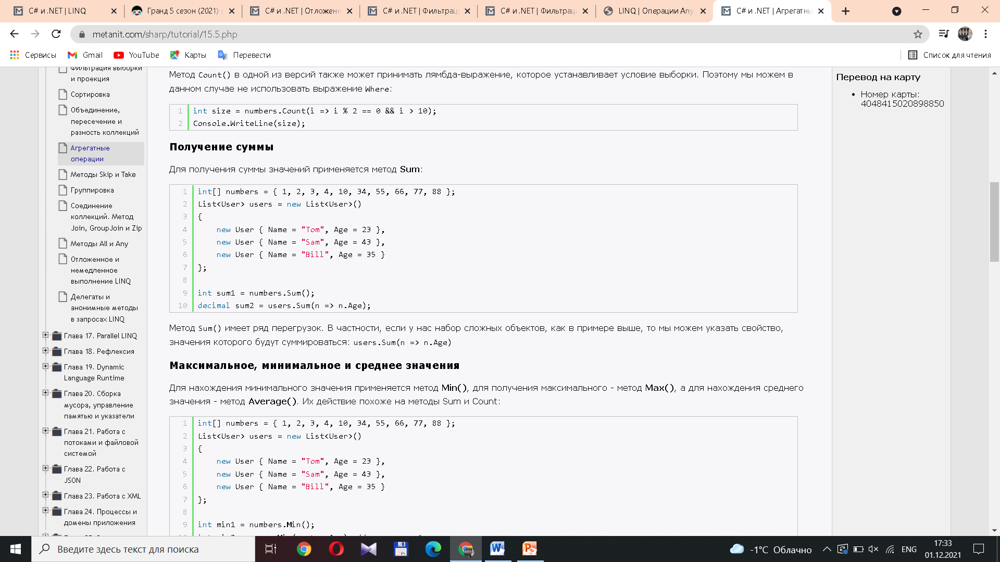 C# и .NET | LINQ
Гранд 5 сезон (2021)
C# и .NET | Отложенн
C# и .NET | Фильтрац
C# и .NET | Фильтрац
LINQ | Операции Any
C# и .NET | Агрегатны
metanit.com/sharp/tutorial/15.5.php
Сервисы
Gmail
YouTube
Карты
Перевести
Список для чтения
Фильтрация выборки
и проекция
Сортировка
Объединение,
пересечение и
разность коллекций
Агрегатные
операции
Методы Skip и Take
Группировка
Соединение
коллекций. Метод
Join, GroupJoin и Zip
Методы All и Any
Отложенное и
немедленное
выполнение LINQ
Делегаты и
анонимные методы
в запросах LINQ
Глава 17. Parallel LINQ
Глава 18. Рефлексия
Глава 19. Dynamic
Language Runtime
Глава 20. Сборка
мусора, управление
памятью и указатели
Глава 21. Работа с
потоками и файловой
системой
Глава 22. Работа с
JSON
Глава 23. Работа с XML
Глава 24. Процессы и
домены приложения
Метод Count() в одной из версий также может принимать лямбда-выражение, которое устанавливает условие выборки. Поэтому мы можем в
данном случае не использовать выражение Where:
1 int size = numbers.Count(i => i % 2 == 0 && i > 10);
2 Console.WriteLine(size);
Получение суммы
Для получения суммы значений применяется метод Sum:
1 int[] numbers = { 1, 2, 3, 4, 10, 34, 55, 66, 77, 88 };
2 List<User> users = new List<User>()
3 {
4 new User { Name = "Tom", Age = 23 },
5 new User { Name = "Sam", Age = 43 },
6 new User { Name = "Bill", Age = 35 }
7 };
8
9 int sum1 = numbers.Sum();
10 decimal sum2 = users.Sum(n => n.Age);
Метод Sum() имеет ряд перегрузок. В частности, если у нас набор сложных объектов, как в примере выше, то мы можем указать свойство,
значения которого будут суммироваться: users.Sum(n => n.Age)
Максимальное, минимальное и среднее значения
Для нахождения минимального значения применяется метод Min(), для получения максимального - метод Max(), а для нахождения среднего
значения - метод Average(). Их действие похоже на методы Sum и Count:
1 int[] numbers = { 1, 2, 3, 4, 10, 34, 55, 66, 77, 88 };
2 List<User> users = new List<User>()
3 {
4 new User { Name = "Tom", Age = 23 },
5 new User { Name = "Sam", Age = 43 },
6 new User { Name = "Bill", Age = 35 }
7 };
8
9 int min1 = numbers.Min();
Перевод на карту
Номер карты:
4048415020898850
Введите здесь текст для поиска
-1°C Облачно
ENG
17:33
01.12.2021